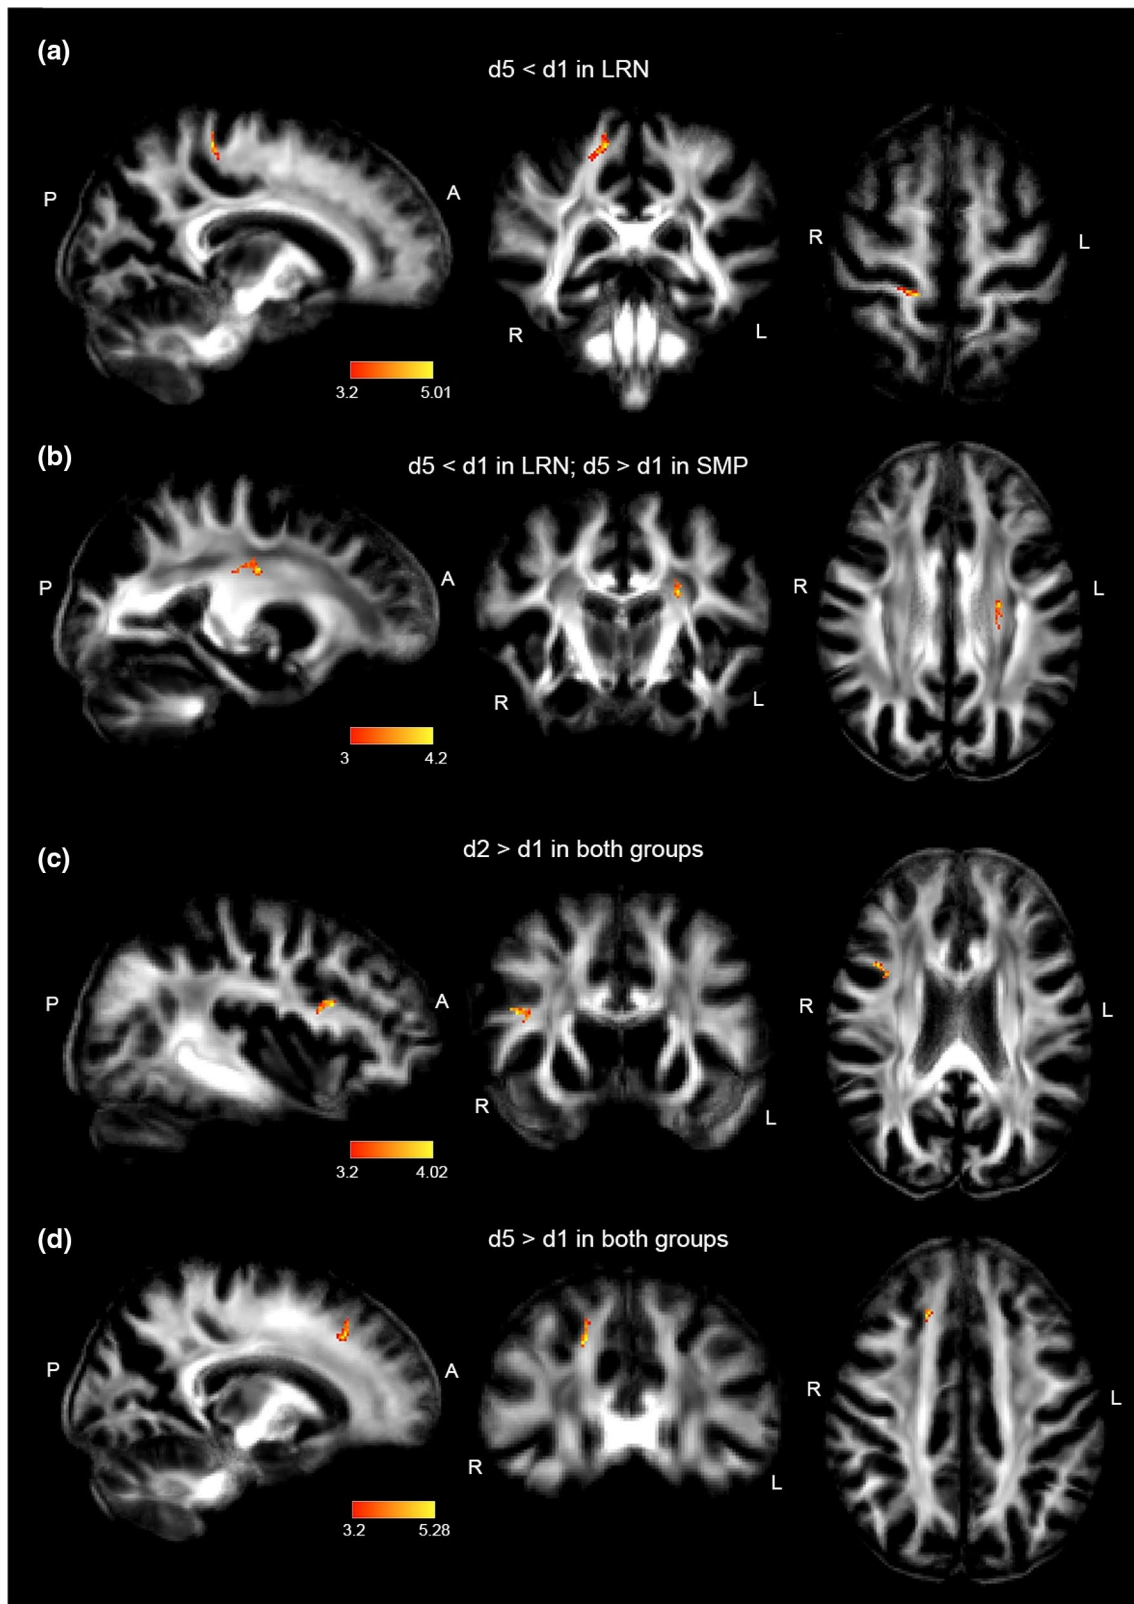 (a)
d5 < d1 in LRN
P
A
R
L
R
L
3.2
5.01
(b)
d5 < d1 in LRN; d5 > d1 in SMP
P
A
R
L
R
L
3
4.2
(c)
d2 > d1 in both groups
P
A
R
L
R
L
3.2
4.02
(d)
d5 > d1 in both groups
P
A
R
L
R
L
3.2
5.28